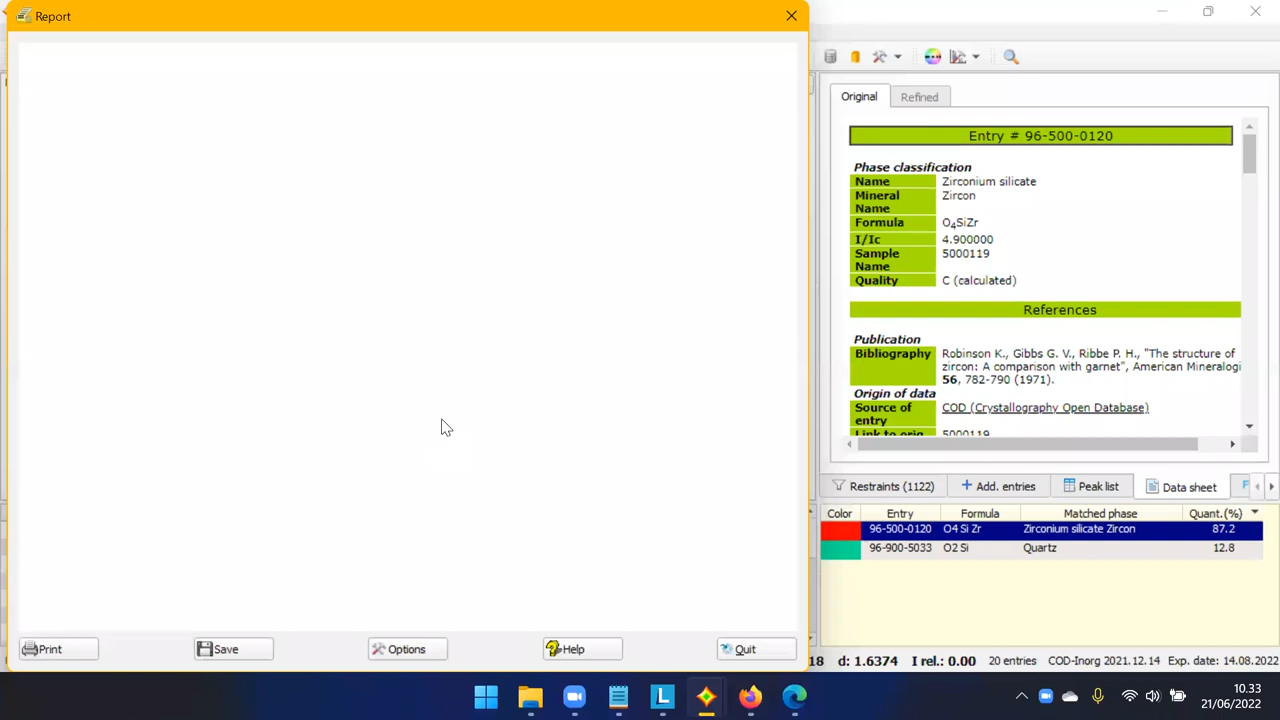 Report
Original
Refined
Entry # 96-500-0120
Phase classification
Name Zirconium silicate
Mineral Name Zircon
Formula O4SiZr
I/Ic 4.900000
Sample Name 5000119
Quality C (calculated)
References
Publication
Bibliography Robinson K., Gibbs G. V., Ribbe P. H., "The structure of
zircon: A comparison with garnet", American Mineralogi
56, 782-790 (1971).
Origin of data
Source of entry COD (Crystallography Open Database)
Link to orig 5000119
Restraints (1122) Add. entries Peak list Data sheet
Color Entry Formula Matched phase Quant.(%)
96-500-0120 O4 Si Zr Zirconium silicate Zircon 87.2
96-900-5033 O2 Si Quartz 12.8
Print Save Options Help Quit
18 d: 1.6374 I rel.: 0.00 20 entries COD-Inorg 2021.12.14 Exp. date: 14.08.2022
L
10.33
21/06/2022